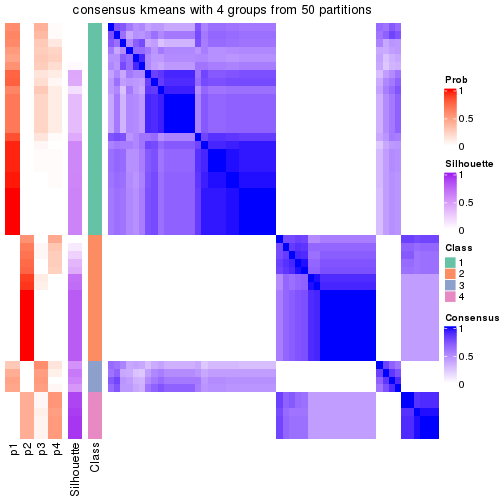 consensus kmeans with 4 groups from 50 partitions
Prob
1
0.5
0
Silhouette
1
0.5
0
Class
1
2
3
4
Consensus
1
0.5
0
p1
p2
p3
p4
Silhouette
Class